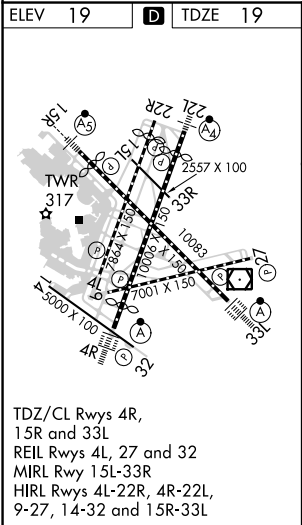 ELEV 19 D TDZE 19
15R
A5
22R
22L
15L
P
A4
2557 X 100
TWR
317
33R
P
7864 X 150
10006 X 150
10083 X 150
P
4L
9
P
27
P
7001 X 150
14
5000 X 100
A
33L
A
4R
32
P
TDZ/CL Rwys 4R,
15R and 33L
REIL Rwys 4L, 27 and 32
MIRL Rwy 15L-33R
HIRL Rwys 4L-22R, 4R-22L,
9-27, 14-32 and 15R-33L